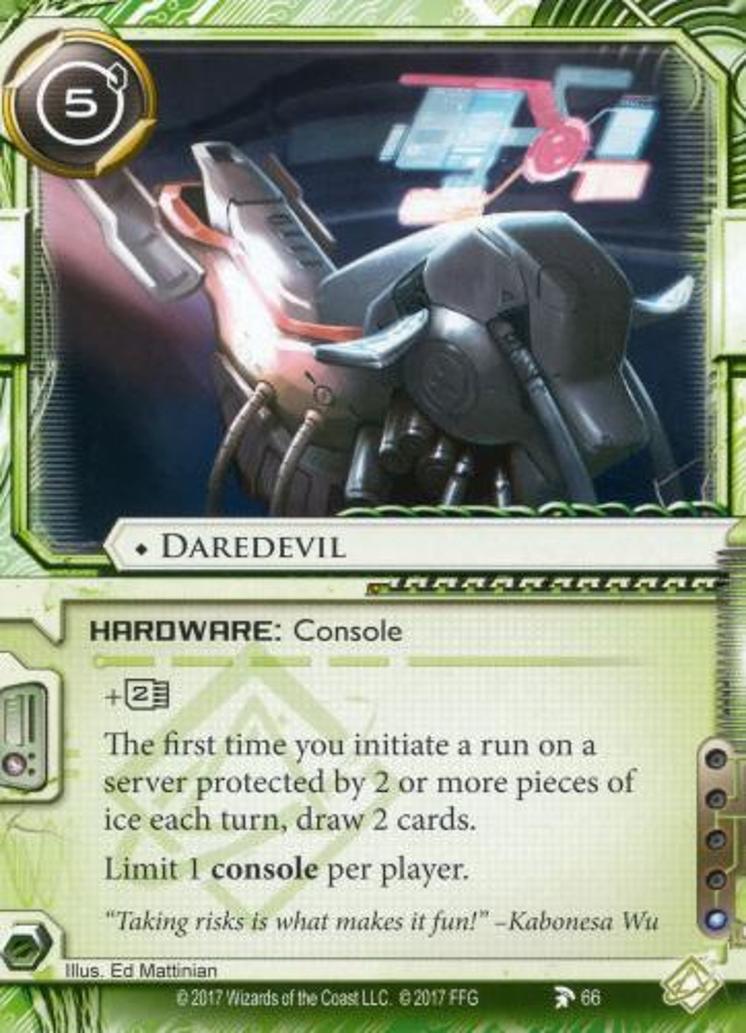 5
♦ DAREDEVIL
HARDWARE: Console
+2
The first time you initiate a run on a
server protected by 2 or more pieces of
ice each turn, draw 2 cards.
Limit 1 console per player.
“Taking risks is what makes it fun!” –Kabonesa Wu
Illus. Ed Mattinian
© 2017 Wizards of the Coast LLC. © 2017 FFG
66